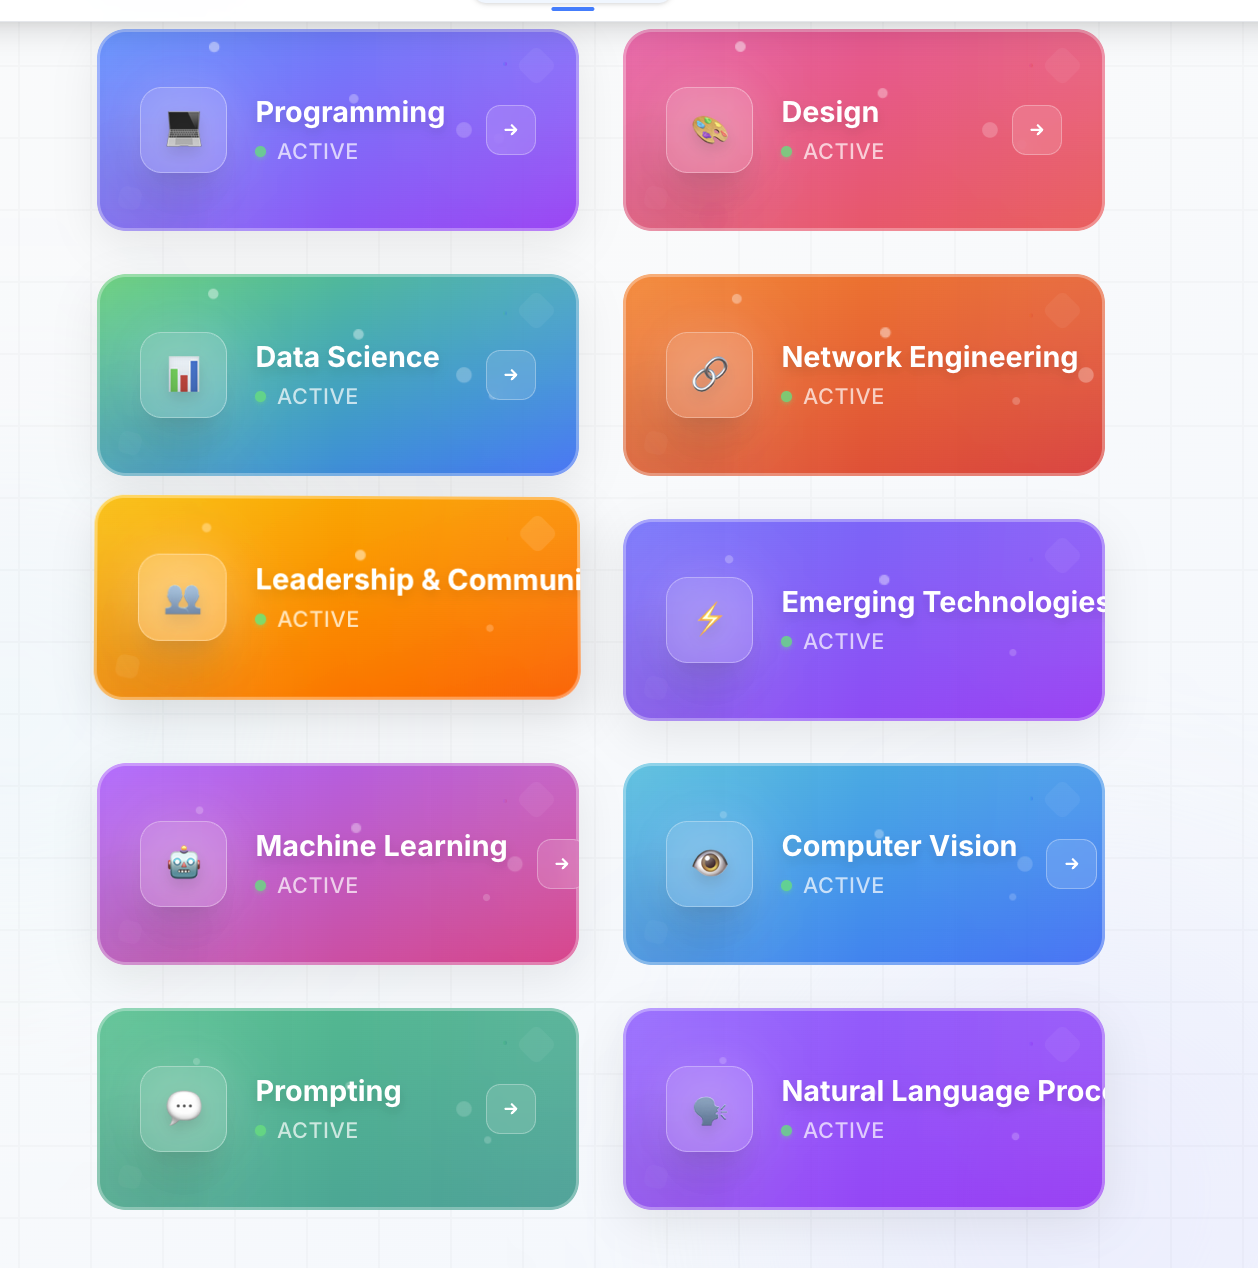 Programming
ACTIVE
Design
ACTIVE
Data Science
ACTIVE
Network Engineering
ACTIVE
Leadership & Communi
ACTIVE
Emerging Technologies
ACTIVE
Machine Learning
ACTIVE
Computer Vision
ACTIVE
Prompting
ACTIVE
Natural Language Proc
ACTIVE